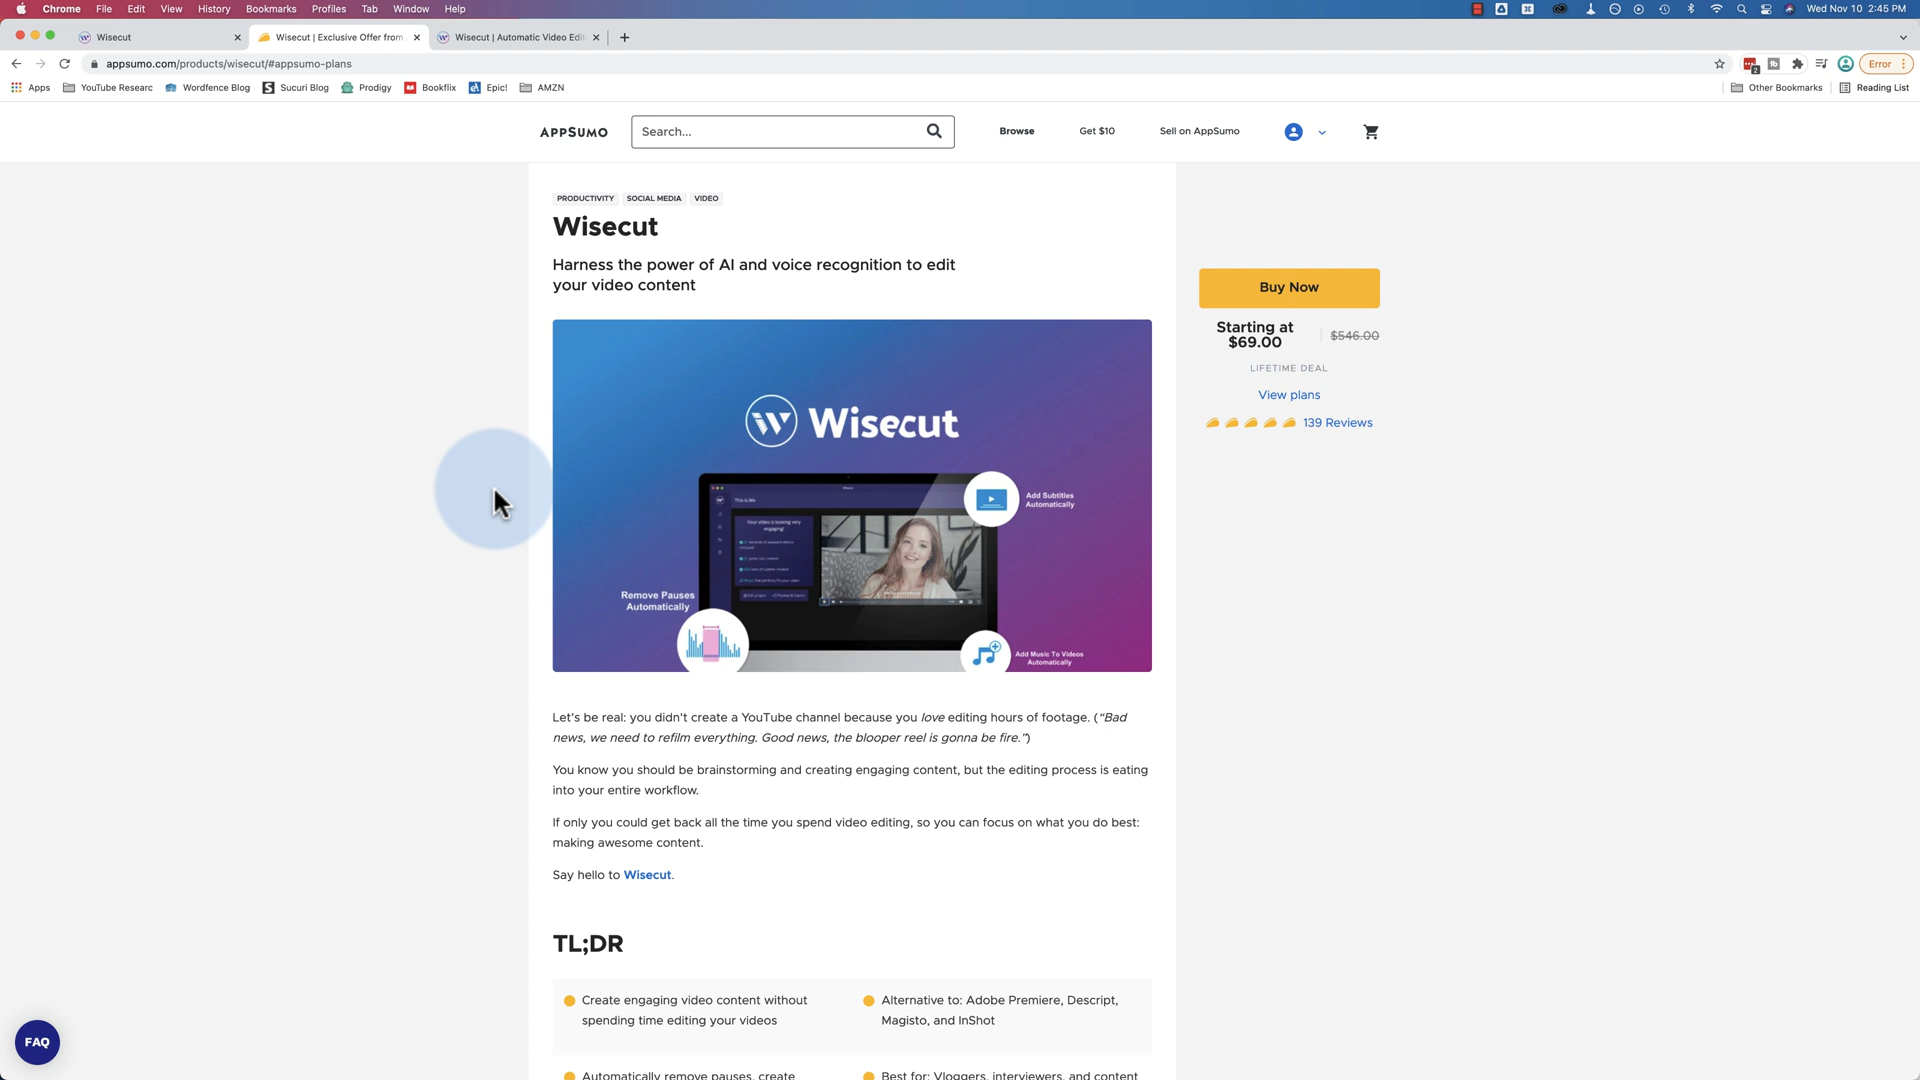 Chrome File Edit View History Bookmarks Profiles Tab Window Help
Wed Nov 10 2:45 PM
Wisecut
Wisecut | Exclusive Offer from
Wisecut | Automatic Video Edi
appsumo.com/products/wisecut/#appsumo-plans
Error
Apps
YouTube Researc
Wordfence Blog
Sucuri Blog
Prodigy
Bookflix
Epic!
AMZN
Other Bookmarks
Reading List
APPSUMO
Search...
Browse
Get $10
Sell on AppSumo
PRODUCTIVITY SOCIAL MEDIA VIDEO
Wisecut
Harness the power of AI and voice recognition to edit
your video content
Buy Now
Starting at
$69.00
$546.00
LIFETIME DEAL
View plans
139 Reviews
Wisecut
This is Me
Your video is looking very
engaging!
Add Subtitles
Automatically
Remove Pauses
Automatically
Add Music To Videos
Automatically
Let's be real: you didn't create a YouTube channel because you love editing hours of footage. (“Bad
news, we need to refilm everything. Good news, the blooper reel is gonna be fire.”)
You know you should be brainstorming and creating engaging content, but the editing process is eating
into your entire workflow.
If only you could get back all the time you spend video editing, so you can focus on what you do best:
making awesome content.
Say hello to Wisecut.
TL;DR
Create engaging video content without
spending time editing your videos
Alternative to: Adobe Premiere, Descript,
Magisto, and InShot
Automatically remove pauses, create
Best for: Vloggers, interviewers, and content
FAQ